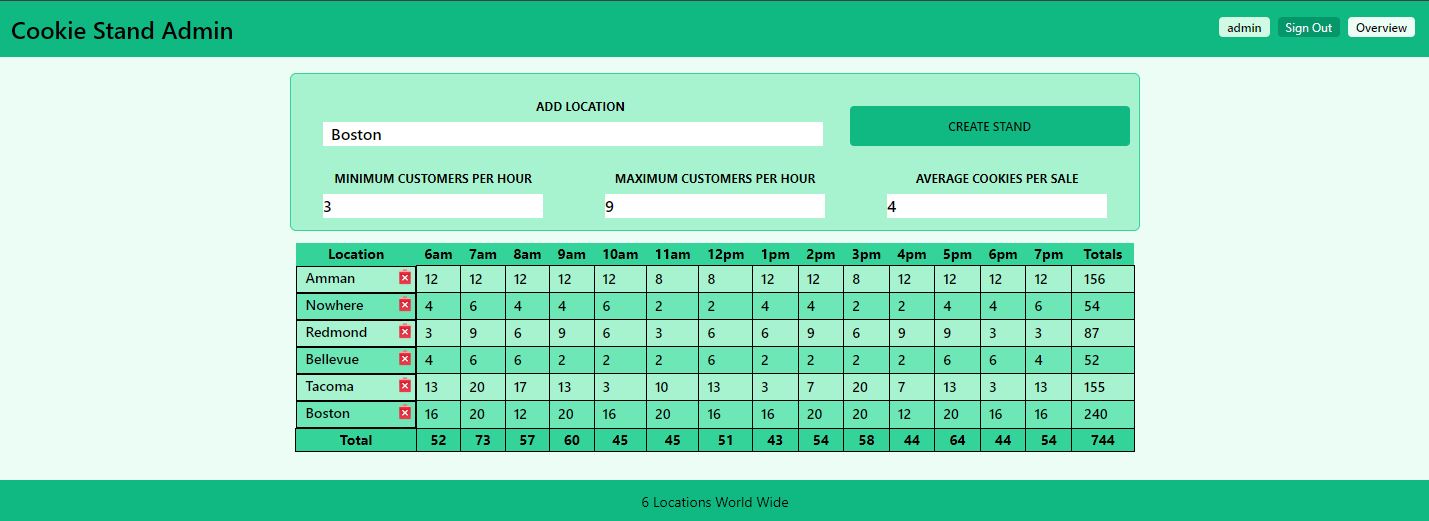 Cookie Stand Admin
admin Sign Out Overview
ADD LOCATION
Boston
CREATE STAND
MINIMUM CUSTOMERS PER HOUR MAXIMUM CUSTOMERS PER HOUR AVERAGE COOKIES PER SALE
3 9 4
Location 6am 7am 8am 9am 10am 11am 12pm 1pm 2pm 3pm 4pm 5pm 6pm 7pm Totals
Amman 12 12 12 12 12 8 8 12 12 8 12 12 12 12 156
Nowhere 4 6 4 4 6 2 2 4 4 2 2 4 4 6 54
Redmond 3 9 6 9 6 3 6 6 9 6 9 9 3 3 87
Bellevue 4 6 6 2 2 2 6 2 2 2 2 6 6 4 52
Tacoma 13 20 17 13 3 10 13 3 7 20 7 13 3 13 155
Boston 16 20 12 20 16 20 16 16 20 20 12 20 16 16 240
Total 52 73 57 60 45 45 51 43 54 58 44 64 44 54 744
6 Locations World Wide